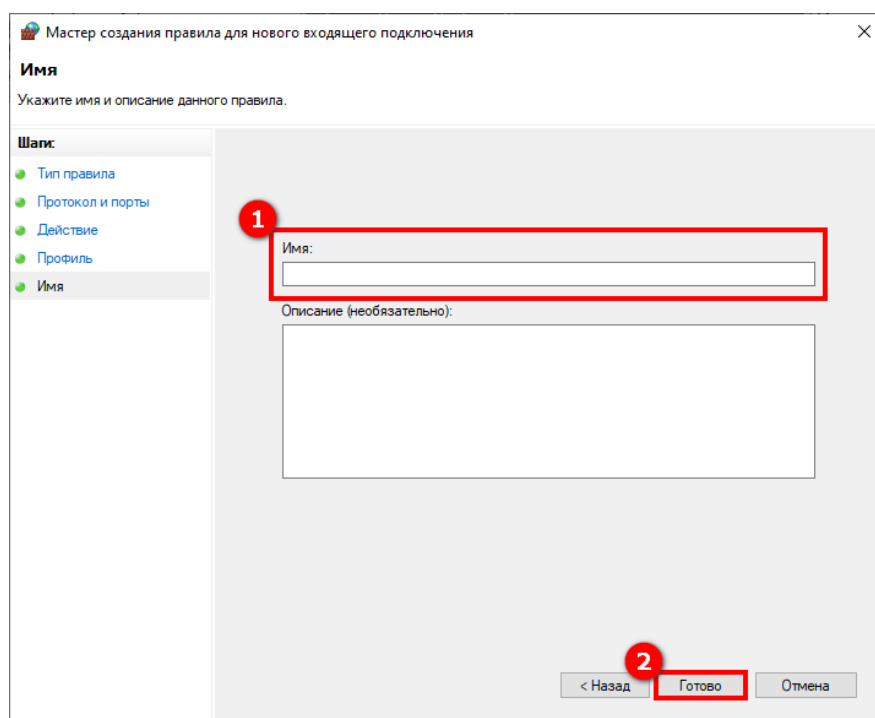 Мастер создания правила для нового входящего подключения
Имя
Укажите имя и описание данного правила.
Шаги:
Тип правила
Протокол и порты
Действие
Профиль
Имя
1
Имя:
Описание (необязательно):
2
< Назад
Готово
Отмена